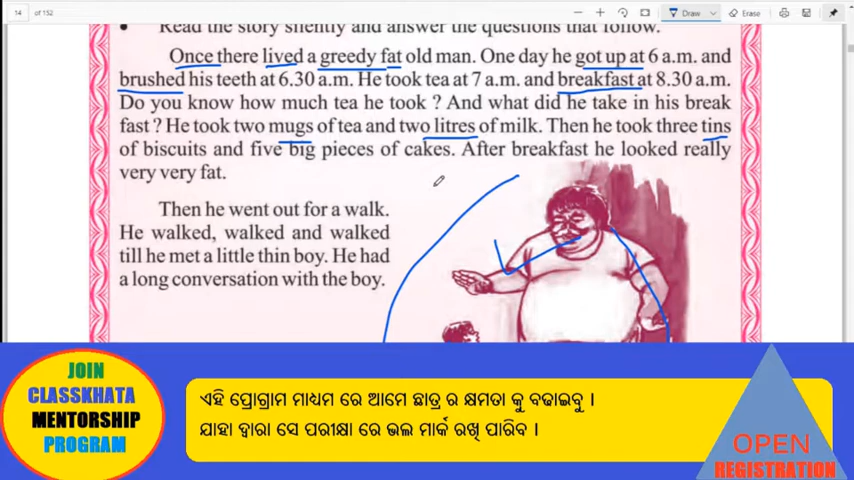 14 of 152
Draw
Erase
Read the story silently and answer the questions that follow.
Once there lived a greedy fat old man. One day he got up at 6 a.m. and
brushed his teeth at 6.30 a.m. He took tea at 7 a.m. and breakfast at 8.30 a.m.
Do you know how much tea he took ? And what did he take in his break
fast ? He took two mugs of tea and two litres of milk. Then he took three tins
of biscuits and five big pieces of cakes. After breakfast he looked really
very very fat.
Then he went out for a walk.
He walked, walked and walked
till he met a little thin boy. He had
a long conversation with the boy.
JOIN
CLASSKHATA
MENTORSHIP
PROGRAM
ଏହି ପ୍ରୋଗ୍ରାମ ମାଧ୍ୟମ ରେ ଆମେ ଛାତ୍ର ର କ୍ଷମତା କୁ ବଢାଇବୁ ।
ଯାହା ଦ୍ୱାରା ସେ ପରୀକ୍ଷା ରେ ଭଲ ମାର୍କ ରଖି ପାରିବ ।
OPEN
REGISTRATION